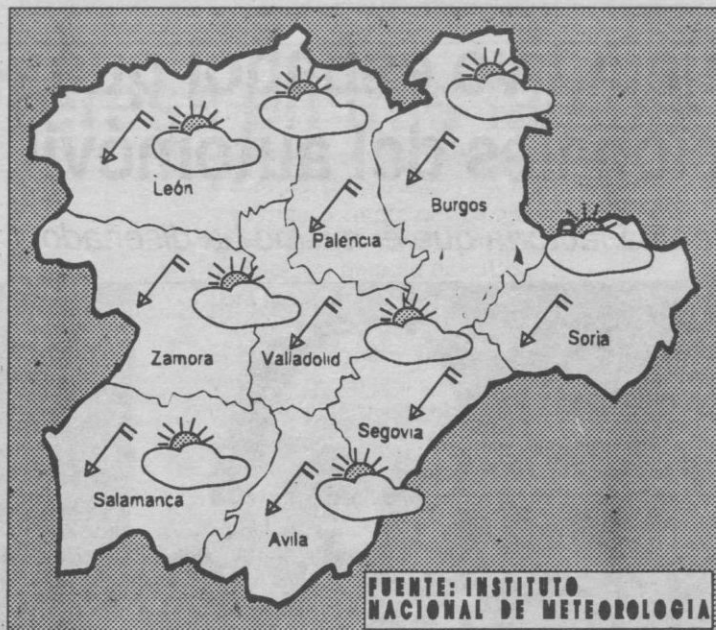 León
Palencia
Burgos
Zamora
Valladolid
Soria
Segovia
Salamanca
Avila
FUENTE: INSTITUTO
NACIONAL DE METEOROLOGIA